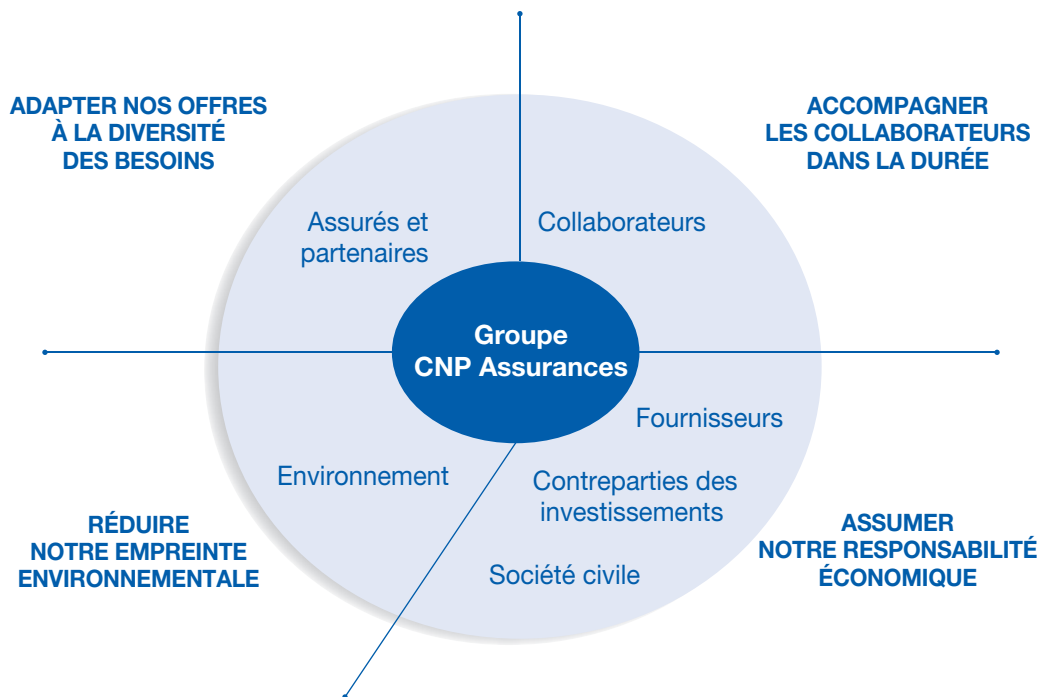 ADAPTER NOS OFFRES
À LA DIVERSITÉ
DES BESOINS
ACCOMPAGNER
LES COLLABORATEURS
DANS LA DURÉE
Assurés et
partenaires
Collaborateurs
Groupe
CNP Assurances
Fournisseurs
Environnement
Contreparties des
investissements
Société civile
RÉDUIRE
NOTRE EMPREINTE
ENVIRONNEMENTALE
ASSUMER
NOTRE RESPONSABILITÉ
ÉCONOMIQUE